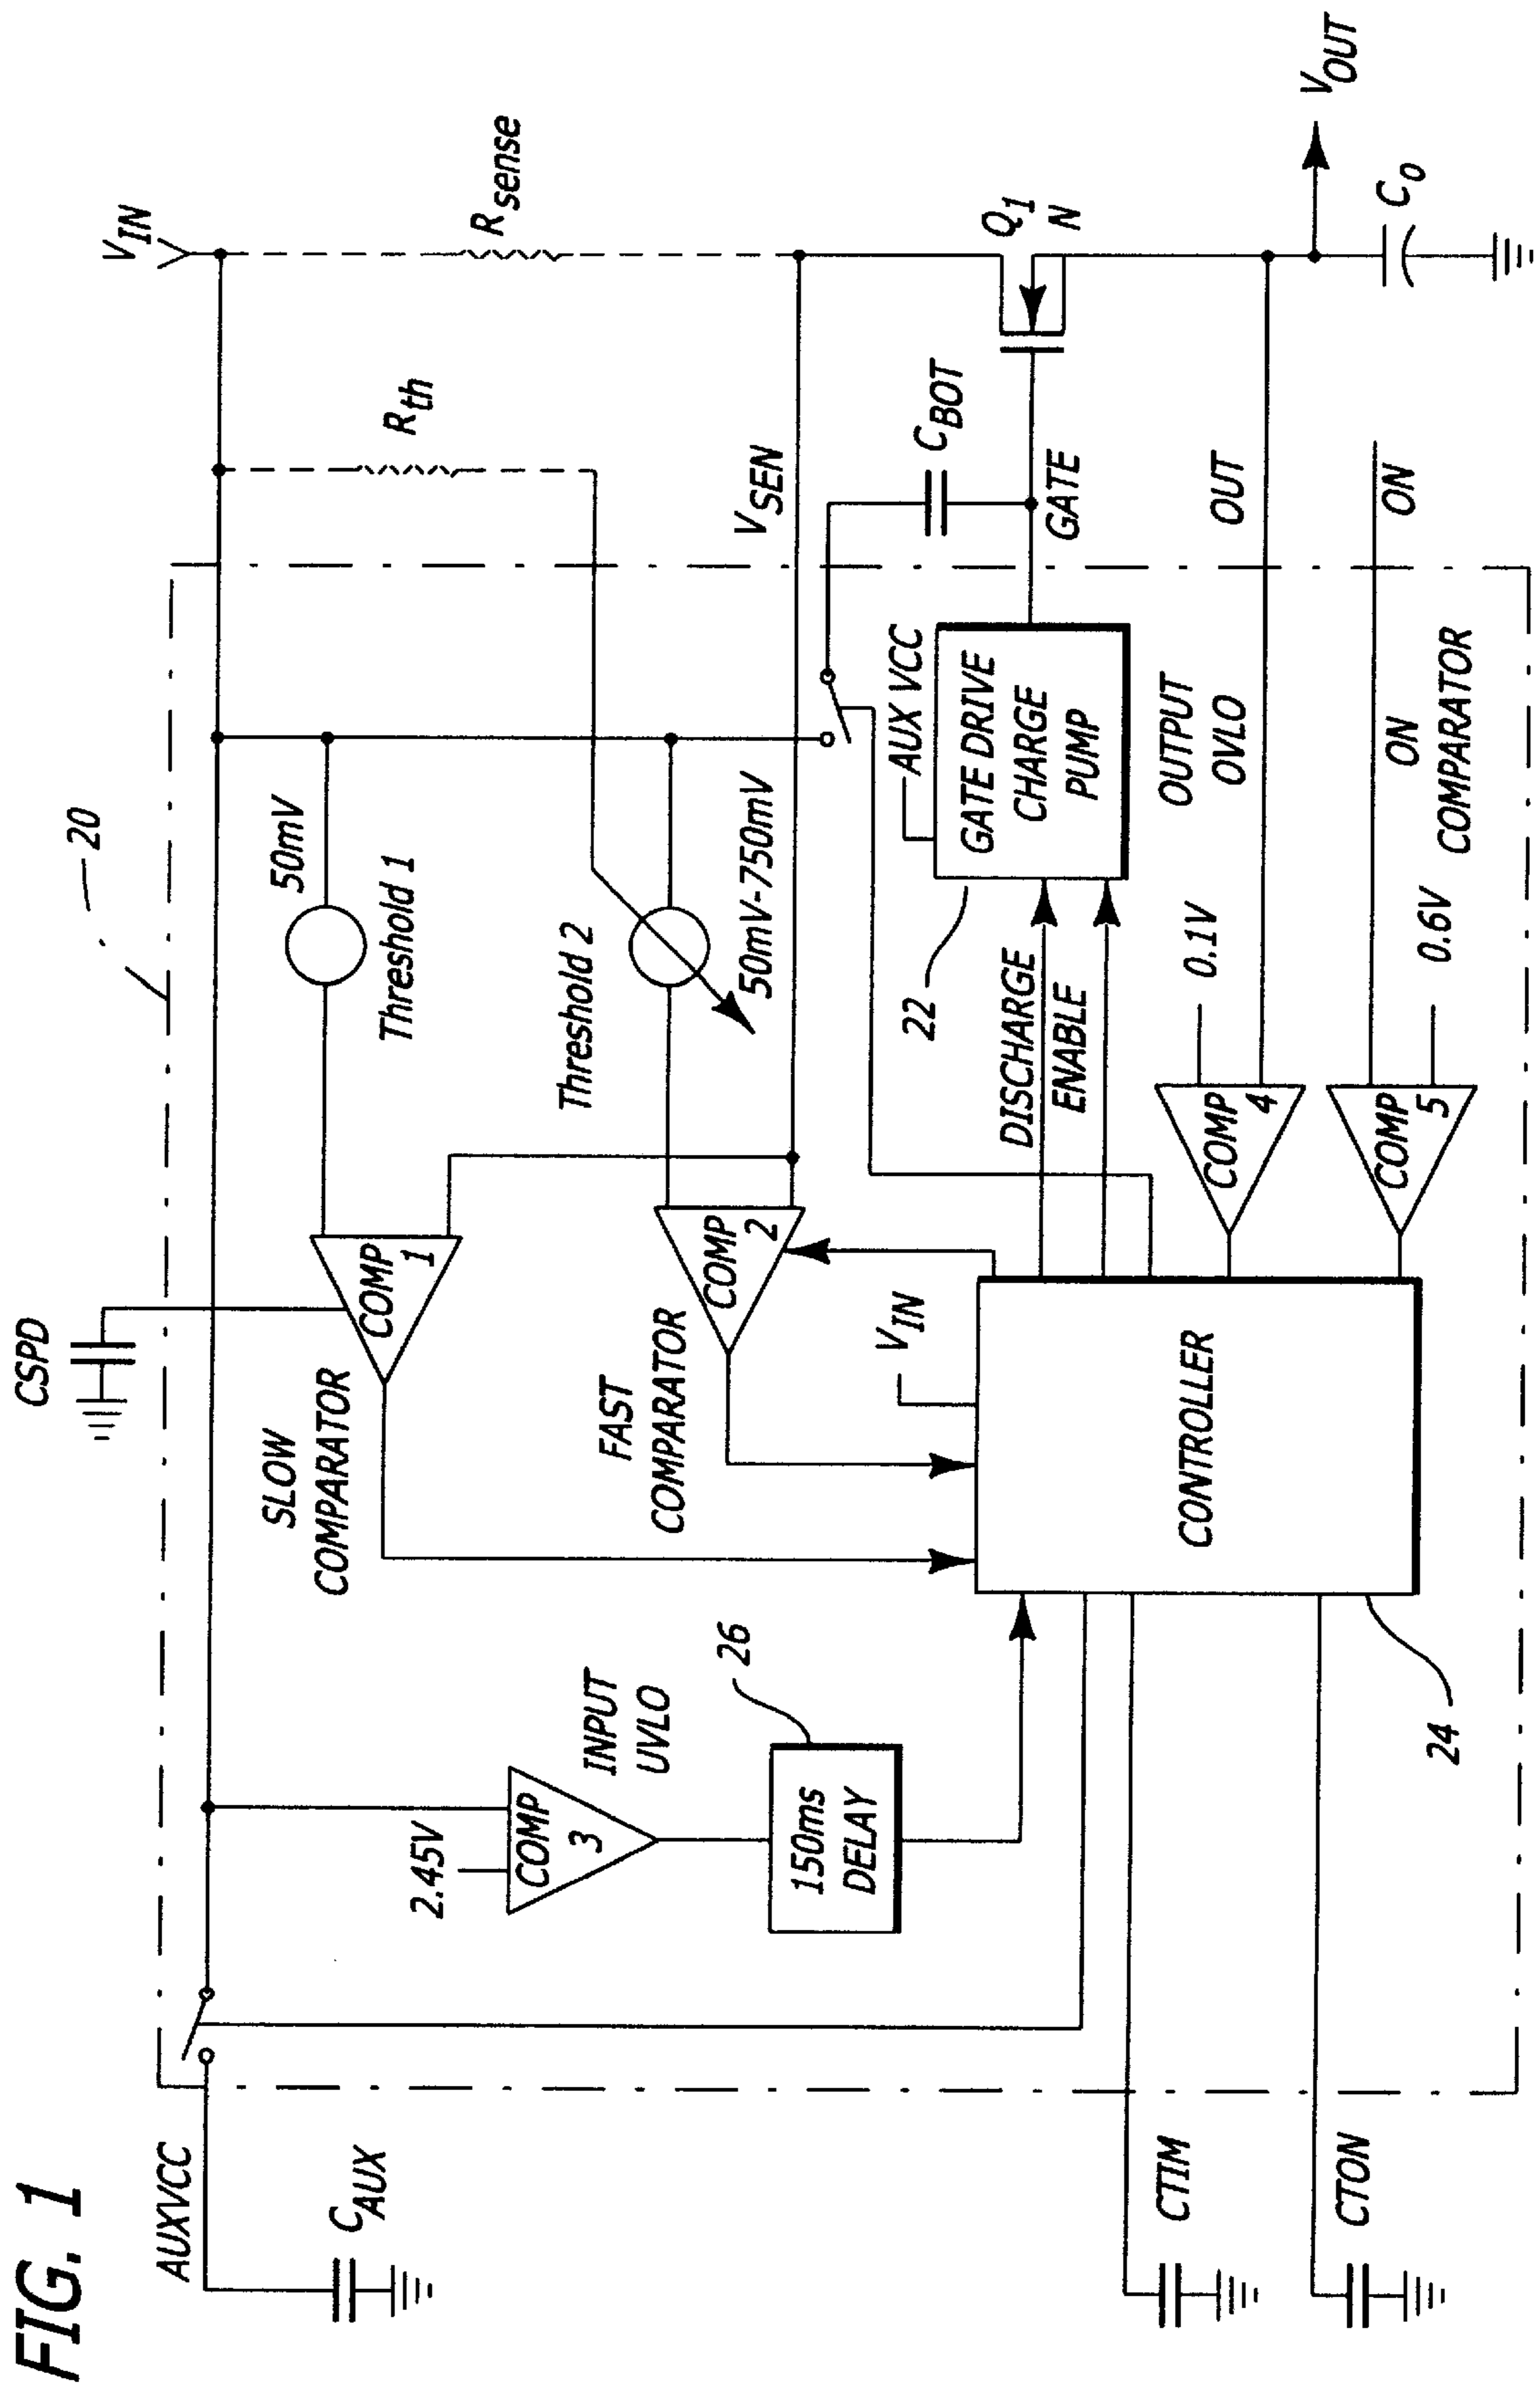 FIG. 1
20
CSPD
V_IN
AUXVCC
C_AUX
2.45V
COMP
3
INPUT
UVLO
26
150ms
DELAY
SLOW
COMPARATOR
COMP
1
50mV
Threshold 1
R_th
R_sense
FAST
COMPARATOR
COMP
2
Threshold 2
50mV-750mV
V_SEN
C_BOT
Q_1
N
V_IN
CONTROLLER
24
DISCHARGE
ENABLE
22
AUX VCC
GATE DRIVE
CHARGE
PUMP
GATE
CTIM
CTON
COMP
4
0.1V
OUTPUT
OVLO
OUT
V_OUT
C_0
COMP
5
0.6V
ON
COMPARATOR
ON